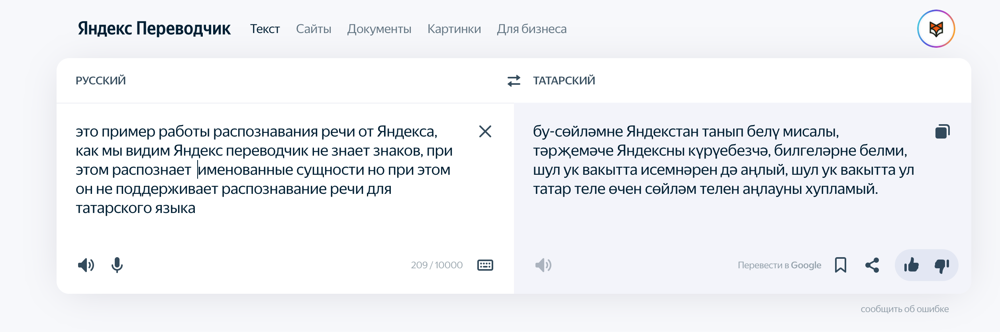 Яндекс Переводчик Текст Сайты Документы Картинки Для бизнеса
РУССКИЙ
ТАТАРСКИЙ
это пример работы распознавания речи от Яндекса,
как мы видим Яндекс переводчик не знает знаков, при
этом распознает именованные сущности но при этом
он не поддерживает распознавание речи для
татарского языка
209 / 10000
бу-сөйләмне Яндекстан танып белү мисалы,
тәрҗемәче Яндексны күрүебезчә, билгеләрне белми,
шул ук вакытта исемнәрен дә аңлый, шул ук вакытта ул
татар теле өчен сөйләм телен аңлауны хупламый.
Перевести в Google
сообщить об ошибке